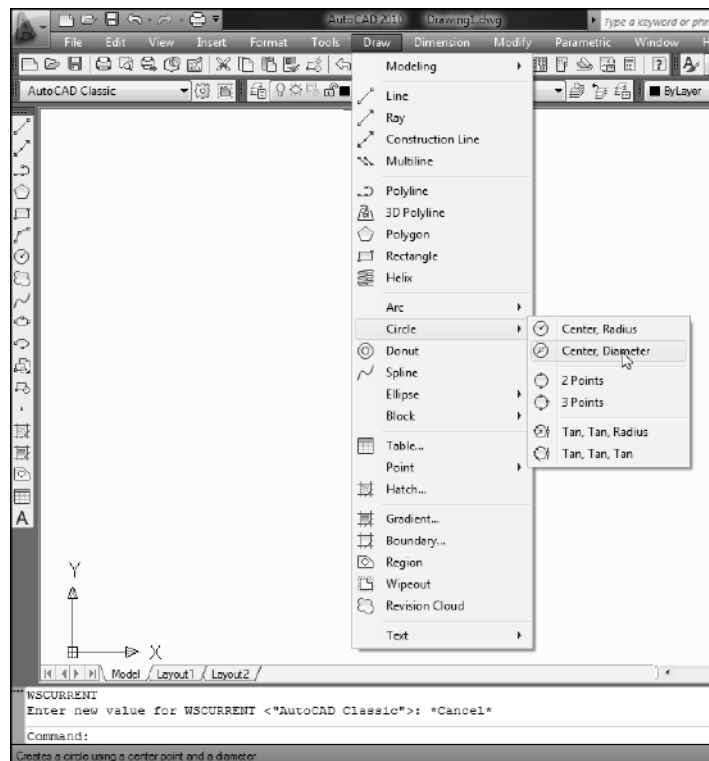 AutoCAD 2010 Drawing1.dwg
Type a keyword or phr
File Edit View Insert Format Tools Draw Dimension Modify Parametric Window H
AutoCAD Classic
ByLayer
Modeling
Line
Ray
Construction Line
Multiline
Polyline
3D Polyline
Polygon
Rectangle
Helix
Arc
Circle
Donut
Spline
Ellipse
Block
Table...
Point
Hatch...
Gradient...
Boundary...
Region
Wipeout
Revision Cloud
Text
Center, Radius
Center, Diameter
2 Points
3 Points
Tan, Tan, Radius
Tan, Tan, Tan
A
Y
X
Model Layout1 Layout2
WSCURRENT
Enter new value for WSCURRENT <"AutoCAD Classic">: *Cancel*
Command:
Creates a circle using a center point and a diameter